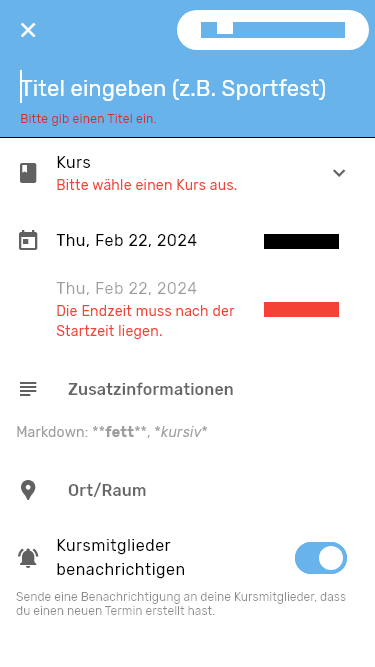 Titel eingeben (z.B. Sportfest)
Bitte gib einen Titel ein.
Kurs
Bitte wähle einen Kurs aus.
Thu, Feb 22, 2024
Thu, Feb 22, 2024
Die Endzeit muss nach der
Startzeit liegen.
Zusatzinformationen
Markdown: **fett**, *kursiv*
Ort/Raum
Kursmitglieder
benachrichtigen
Sende eine Benachrichtigung an deine Kursmitglieder, dass
du einen neuen Termin erstellt hast.